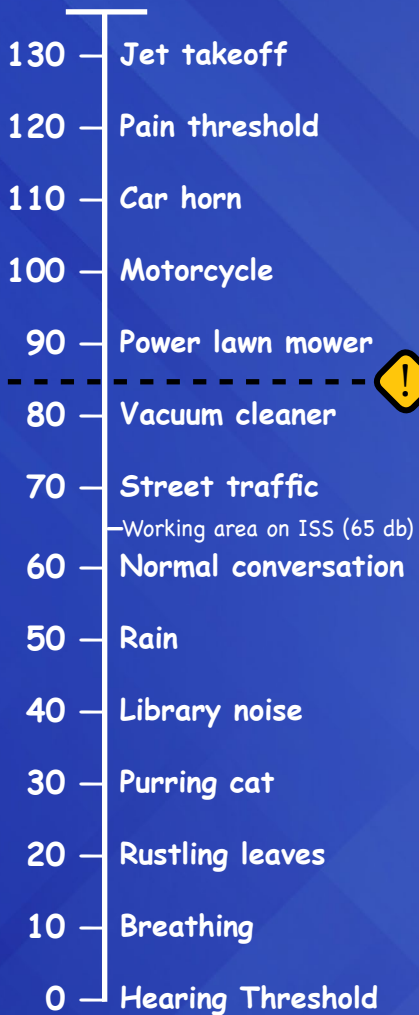 130 Jet takeoff
120 Pain threshold
110 Car horn
100 Motorcycle
90 Power lawn mower
!
80 Vacuum cleaner
70 Street traffic
Working area on ISS (65 db)
60 Normal conversation
50 Rain
40 Library noise
30 Purring cat
20 Rustling leaves
10 Breathing
0 Hearing Threshold